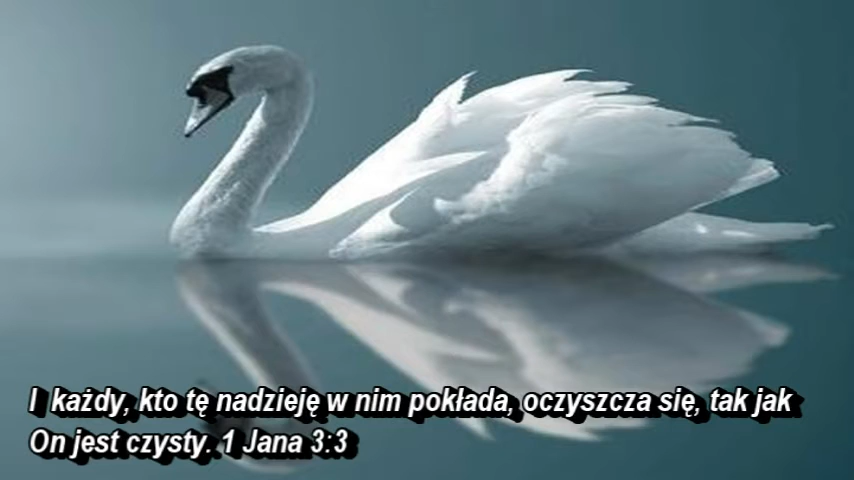 I każdy, kto tę nadzieję w nim pokłada, oczyszcza się, tak jak
On jest czysty. 1 Jana 3:3